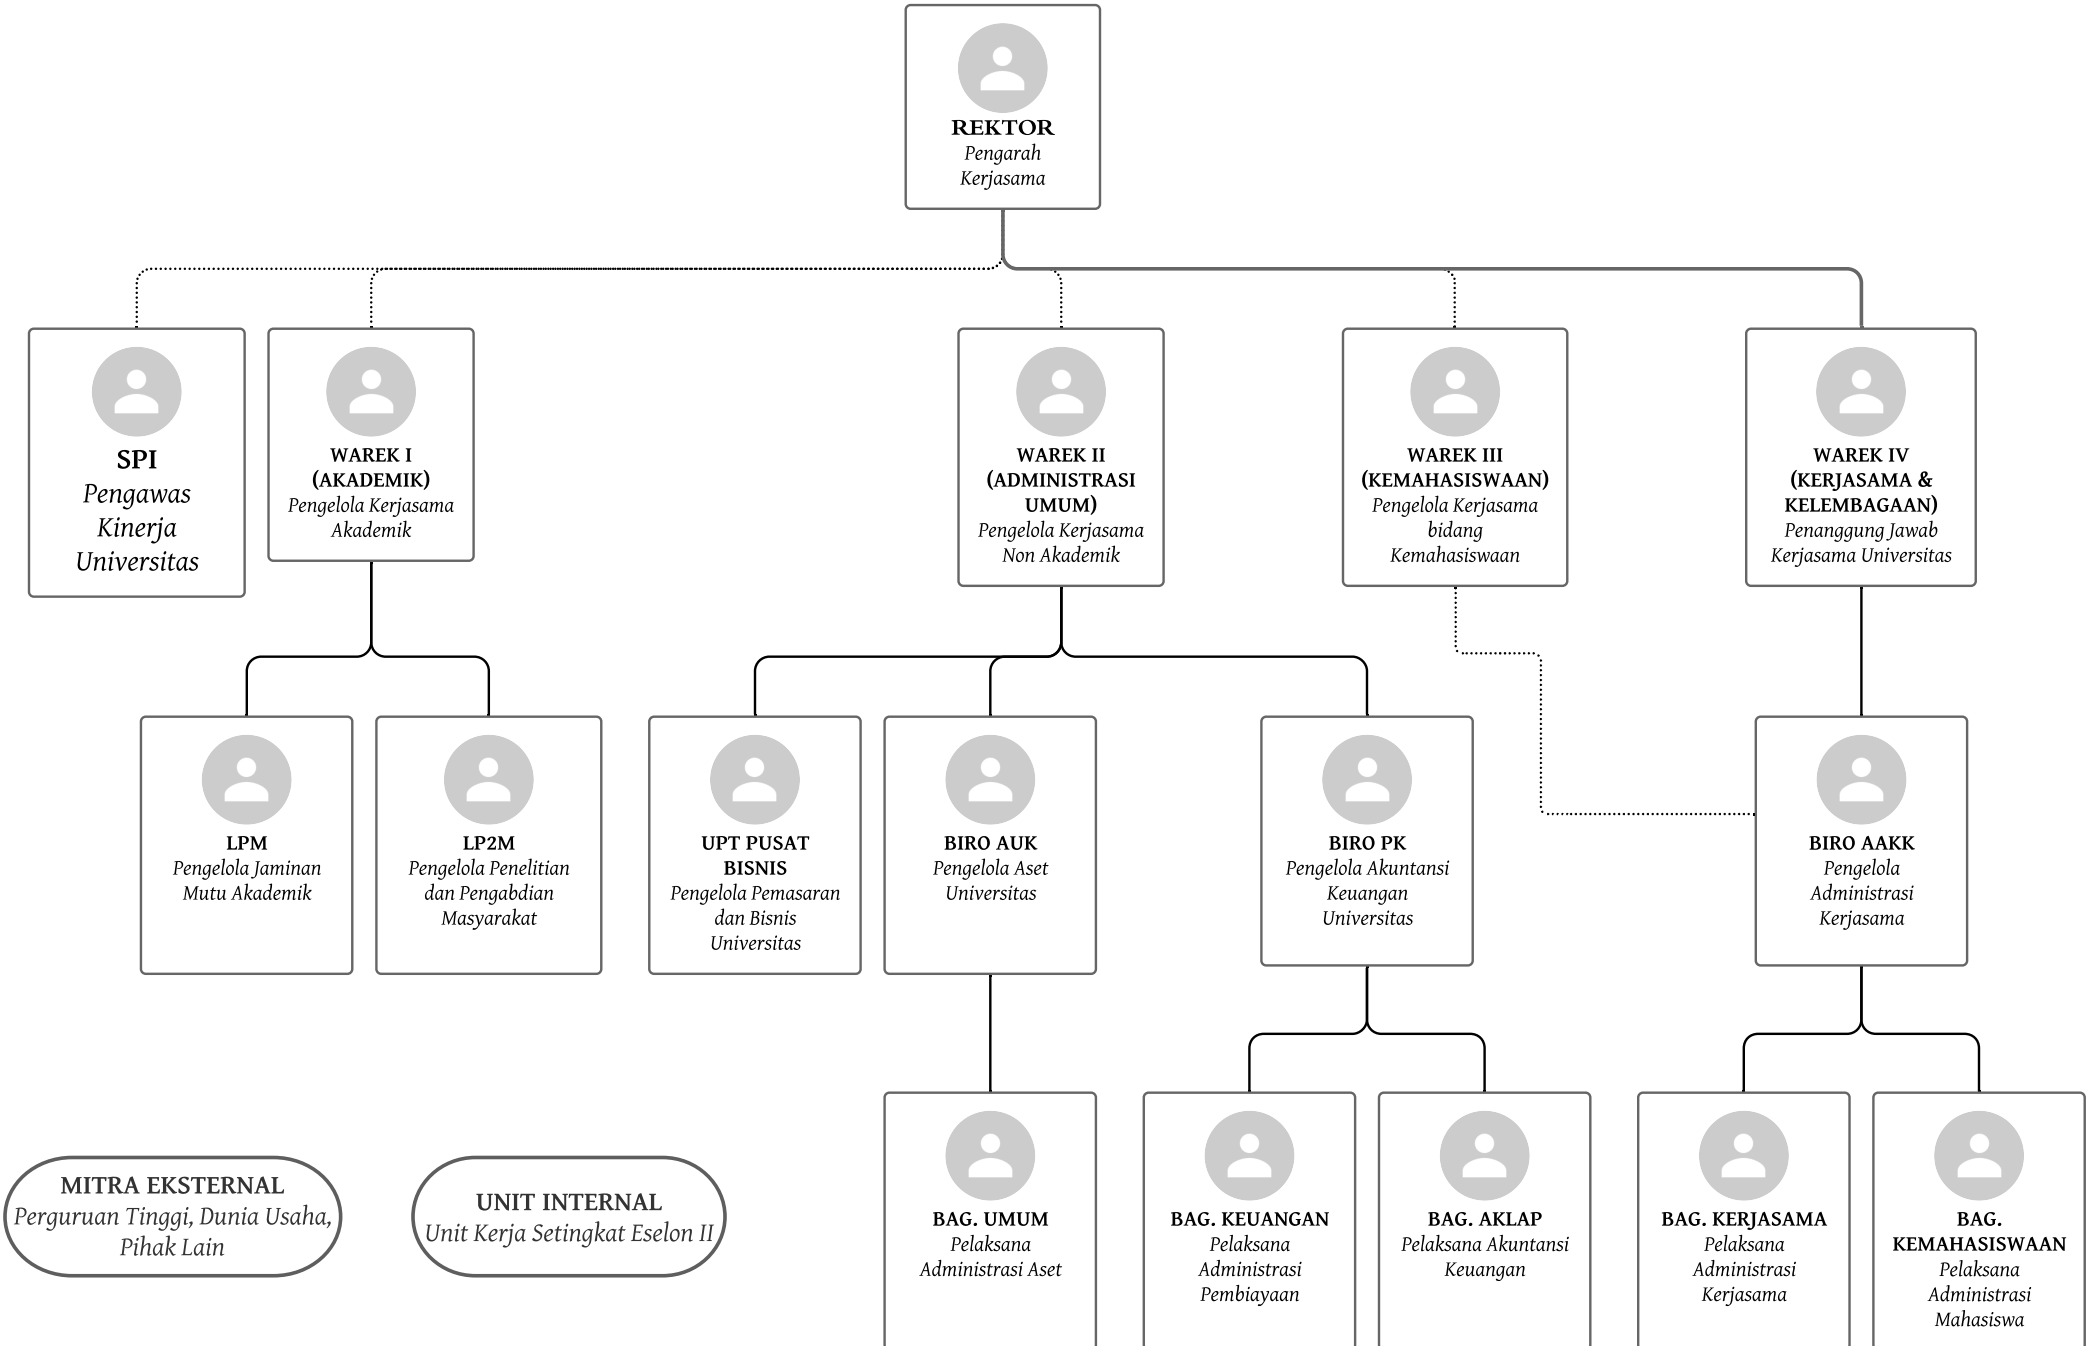 REKTOR
Pengarah
Kerjasama
SPI
Pengawas
Kinerja
Universitas
WAREK I
(AKADEMIK)
Pengelola Kerjasama
Akademik
WAREK II
(ADMINISTRASI
UMUM)
Pengelola Kerjasama
Non Akademik
WAREK III
(KEMAHASISWAAN)
Pengelola Kerjasama
bidang
Kemahasiswaan
WAREK IV
(KERJASAMA &
KELEMBAGAAN)
Penanggung Jawab
Kerjasama Universitas
LPM
Pengelola Jaminan
Mutu Akademik
LP2M
Pengelola Penelitian
dan Pengabdian
Masyarakat
UPT PUSAT
BISNIS
Pengelola Pemasaran
dan Bisnis
Universitas
BIRO AUK
Pengelola Aset
Universitas
BIRO PK
Pengelola Akuntansi
Keuangan
Universitas
BIRO AAKK
Pengelola
Administrasi
Kerjasama
MITRA EKSTERNAL
Perguruan Tinggi, Dunia Usaha,
Pihak Lain
UNIT INTERNAL
Unit Kerja Setingkat Eselon II
BAG. UMUM
Pelaksana
Administrasi Aset
BAG. KEUANGAN
Pelaksana
Administrasi
Pembiayaan
BAG. AKLAP
Pelaksana Akuntansi
Keuangan
BAG. KERJASAMA
Pelaksana
Administrasi
Kerjasama
BAG.
KEMAHASISWAAN
Pelaksana
Administrasi
Mahasiswa